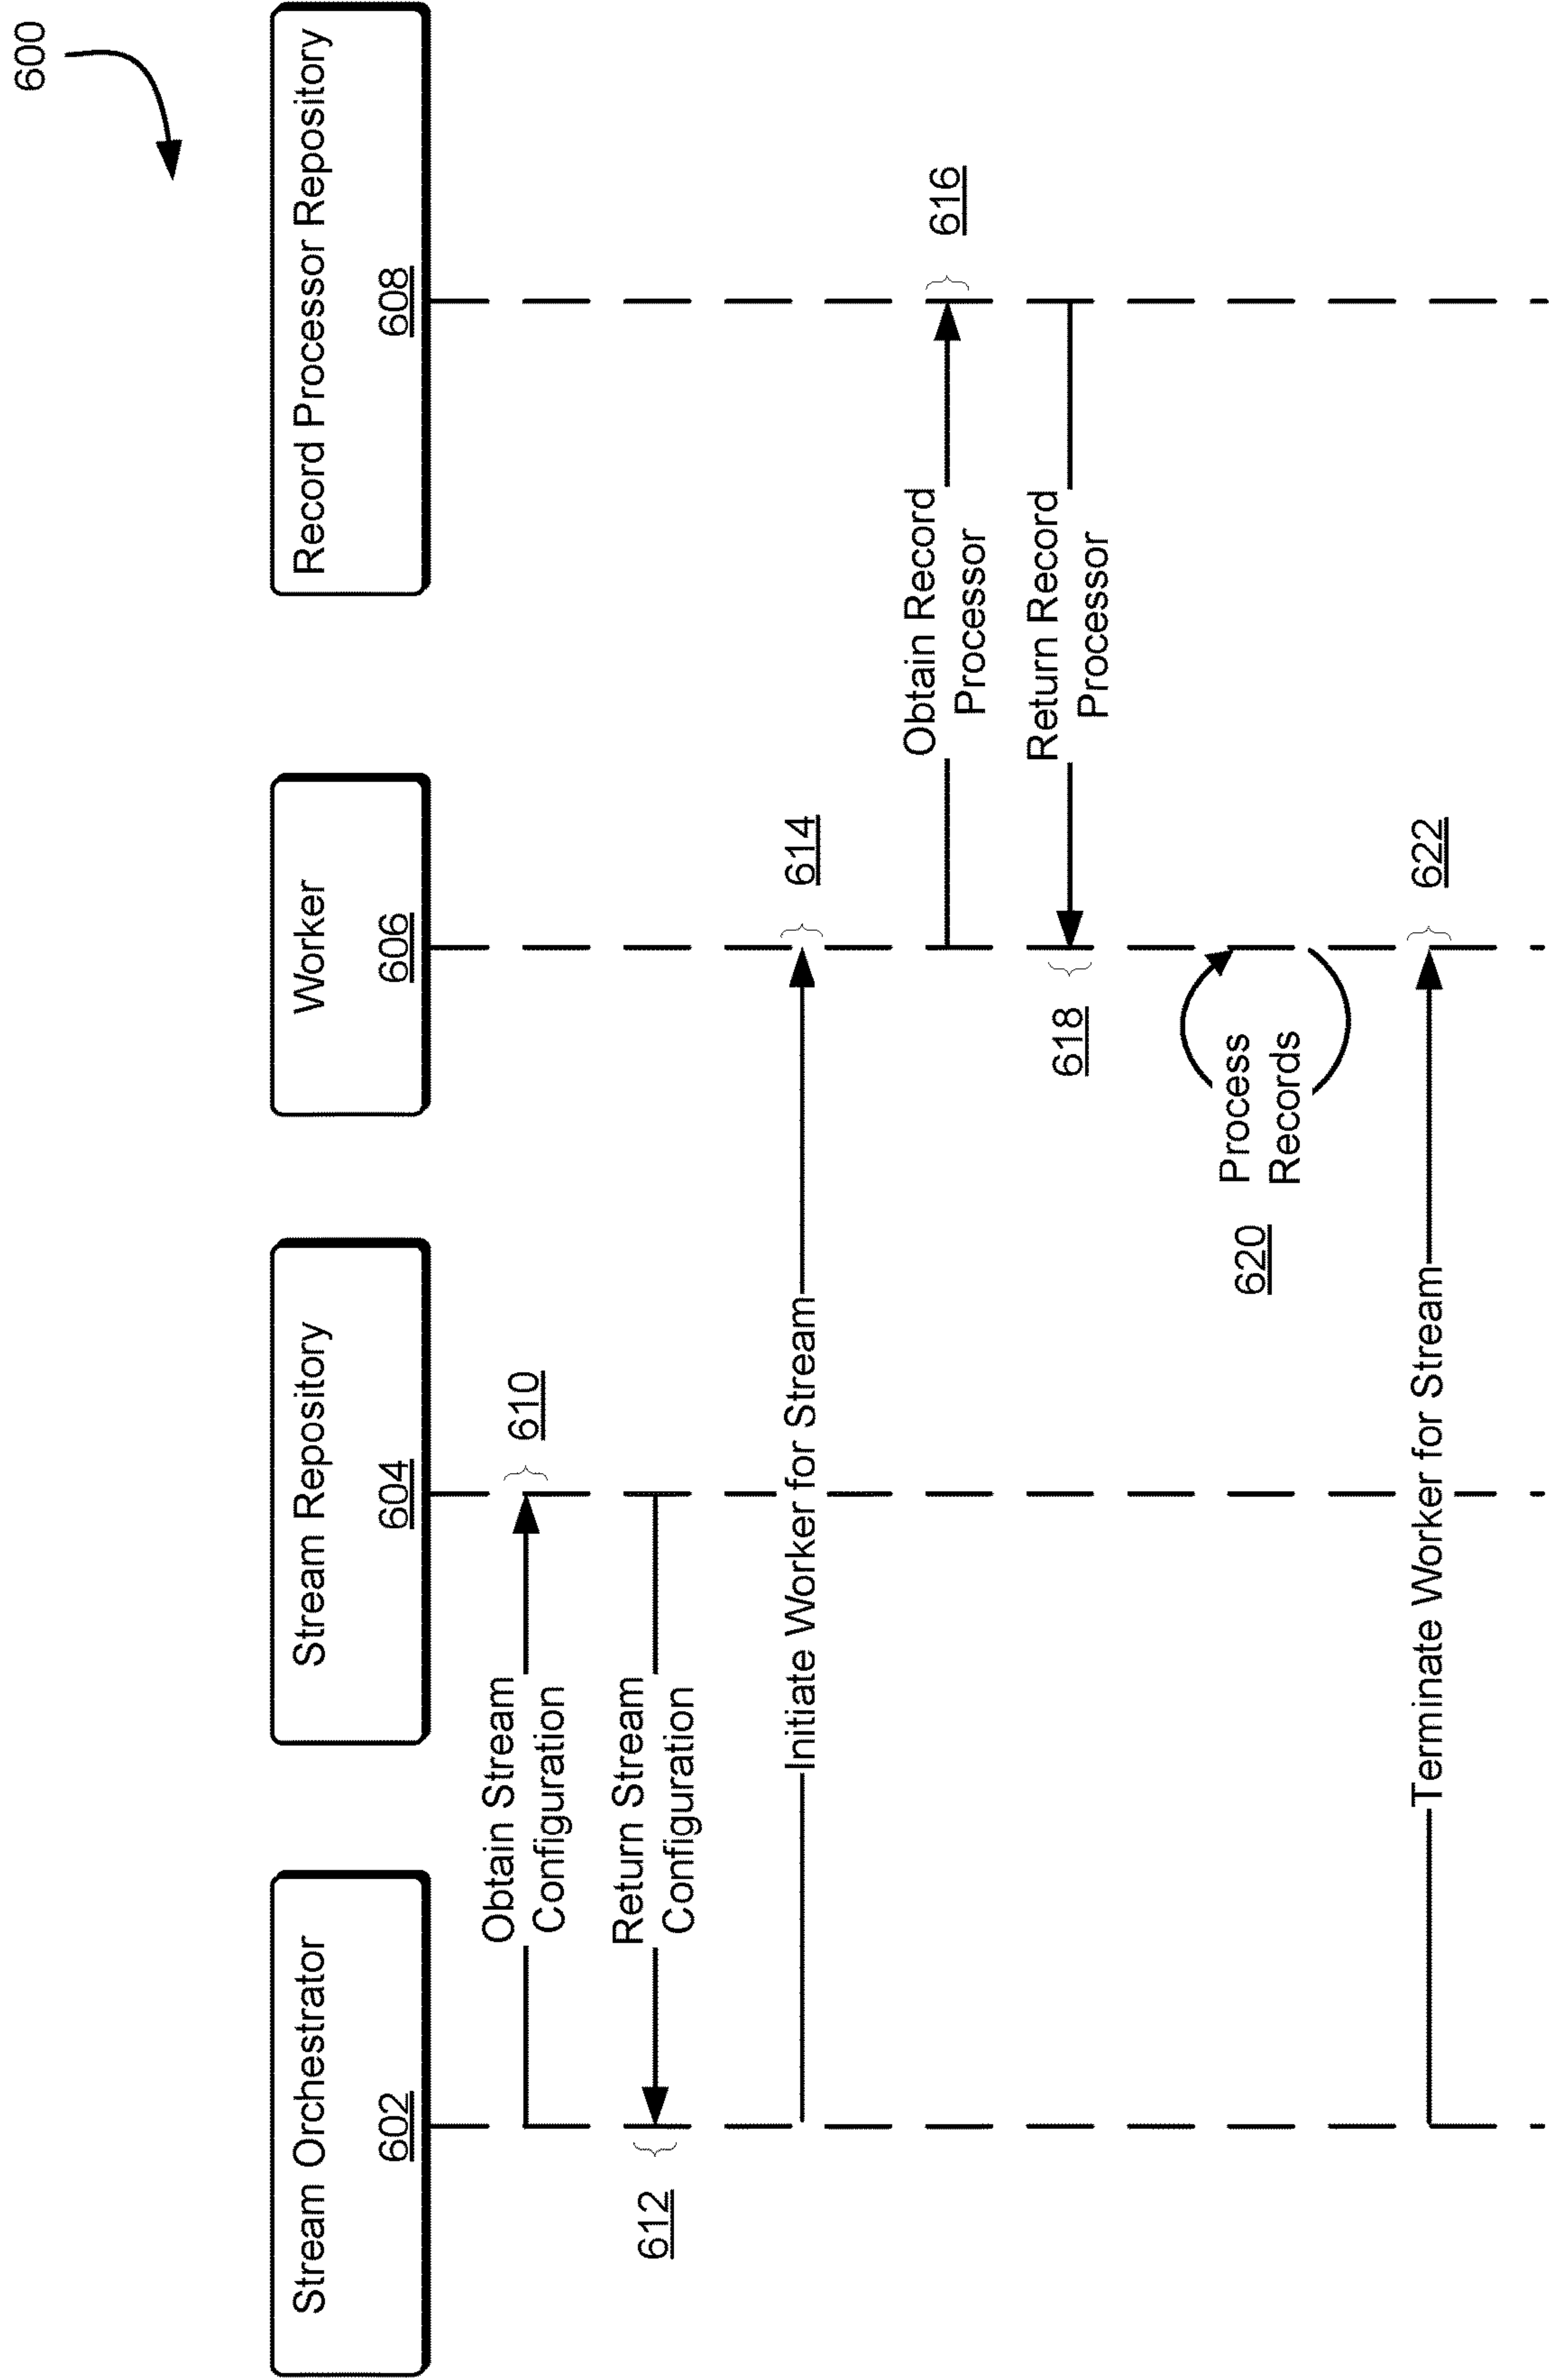 600
Stream Orchestrator
602
Stream Repository
604
Worker
606
Record Processor Repository
608
Obtain Stream
Configuration
610
Return Stream
Configuration
612
Initiate Worker for Stream
614
Obtain Record
Processor
616
Return Record
Processor
618
Process
Records
620
Terminate Worker for Stream
622